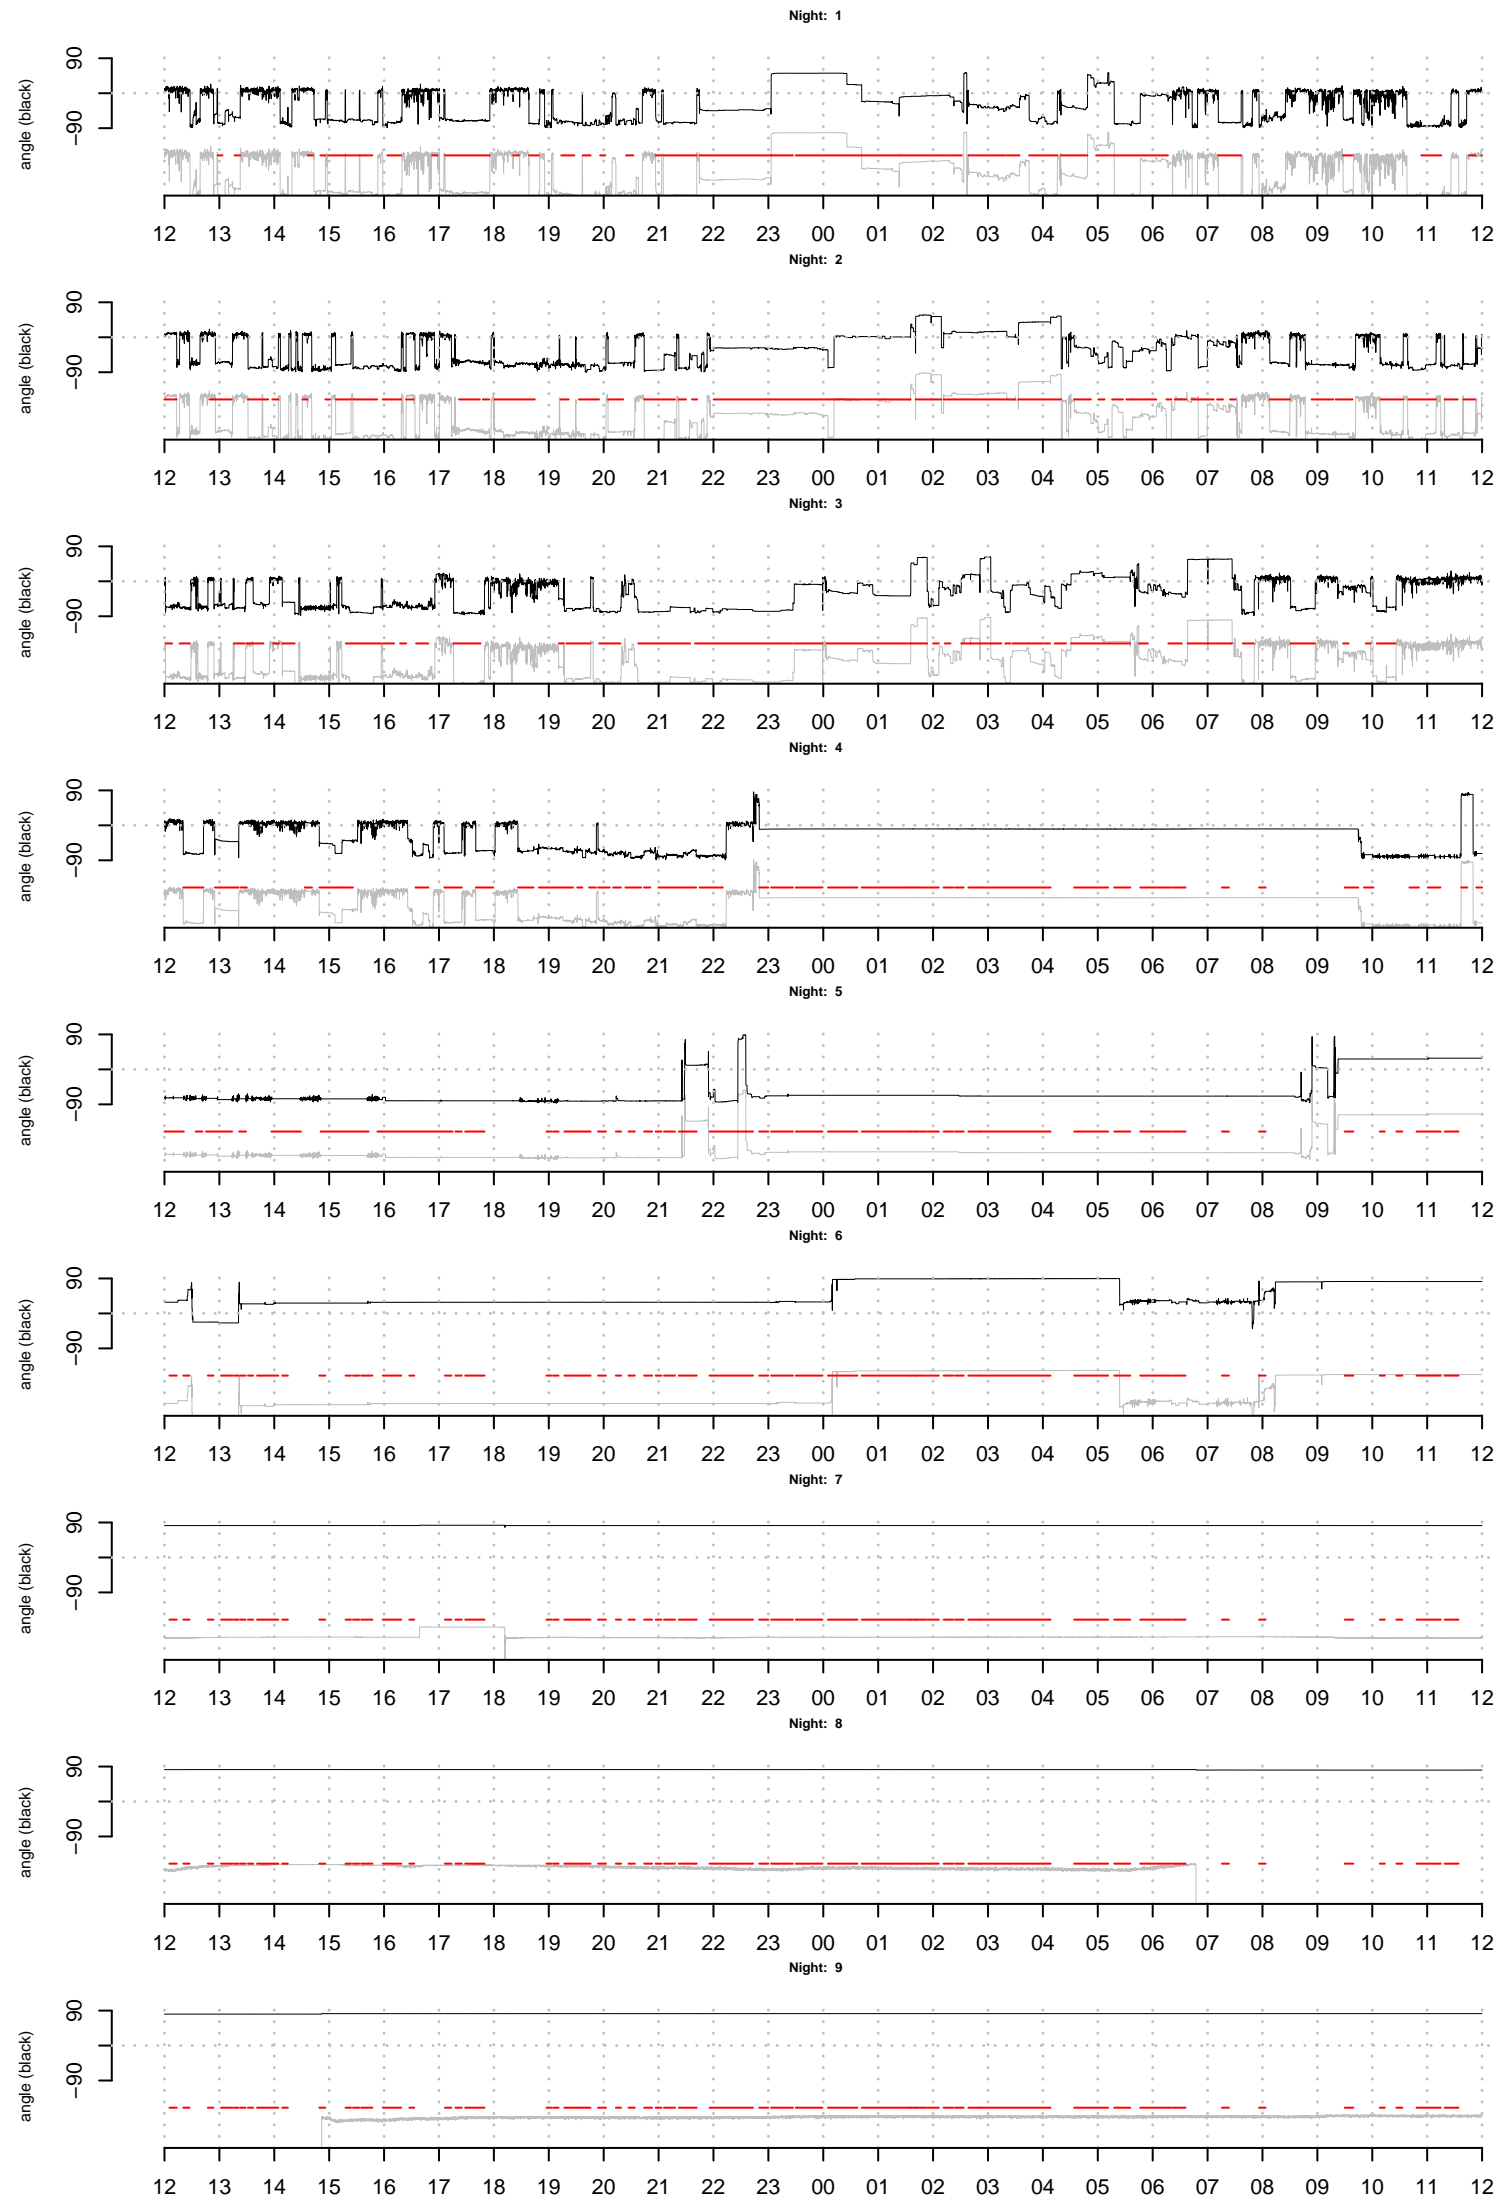 Night: 1
90
-90
angle (black)
12 13 14 15 16 17 18 19 20 21 22 23 00 01 02 03 04 05 06 07 08 09 10 11 12
Night: 2
90
-90
angle (black)
12 13 14 15 16 17 18 19 20 21 22 23 00 01 02 03 04 05 06 07 08 09 10 11 12
Night: 3
90
-90
angle (black)
12 13 14 15 16 17 18 19 20 21 22 23 00 01 02 03 04 05 06 07 08 09 10 11 12
Night: 4
90
-90
angle (black)
12 13 14 15 16 17 18 19 20 21 22 23 00 01 02 03 04 05 06 07 08 09 10 11 12
Night: 5
90
-90
angle (black)
12 13 14 15 16 17 18 19 20 21 22 23 00 01 02 03 04 05 06 07 08 09 10 11 12
Night: 6
90
-90
angle (black)
12 13 14 15 16 17 18 19 20 21 22 23 00 01 02 03 04 05 06 07 08 09 10 11 12
Night: 7
90
-90
angle (black)
12 13 14 15 16 17 18 19 20 21 22 23 00 01 02 03 04 05 06 07 08 09 10 11 12
Night: 8
90
-90
angle (black)
12 13 14 15 16 17 18 19 20 21 22 23 00 01 02 03 04 05 06 07 08 09 10 11 12
Night: 9
90
-90
angle (black)
12 13 14 15 16 17 18 19 20 21 22 23 00 01 02 03 04 05 06 07 08 09 10 11 12